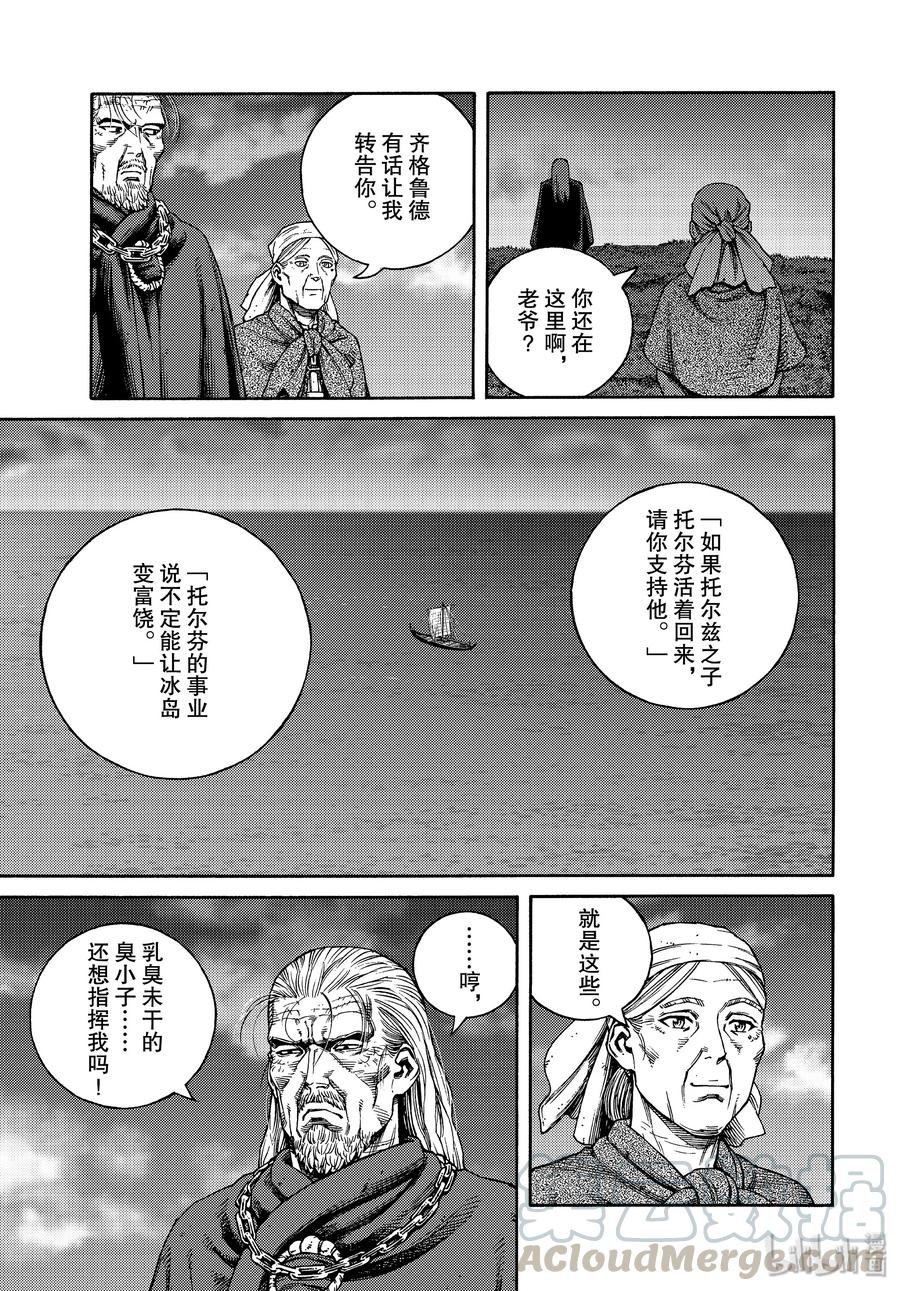 你还在
这里啊，
老爷？
齐格鲁德
有话让我
转告你。
「如果托尔兹之子
托尔芬活着回来，
请你支持他。」
「托尔芬的事业
说不定能让冰岛
变富饶。」
就是这些。
……哼，
乳臭未干的
臭小子……
还想指挥我吗！
ACloudMerge.com